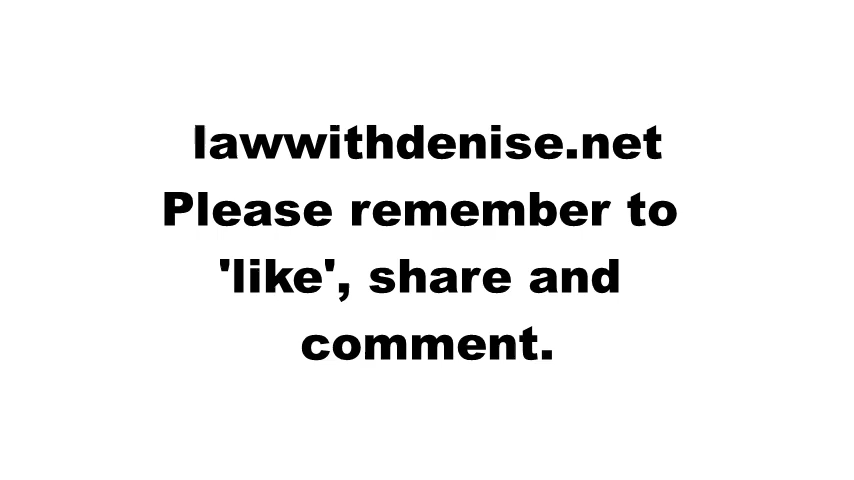 lawwithdenise.net
Please remember to
'like', share and
comment.